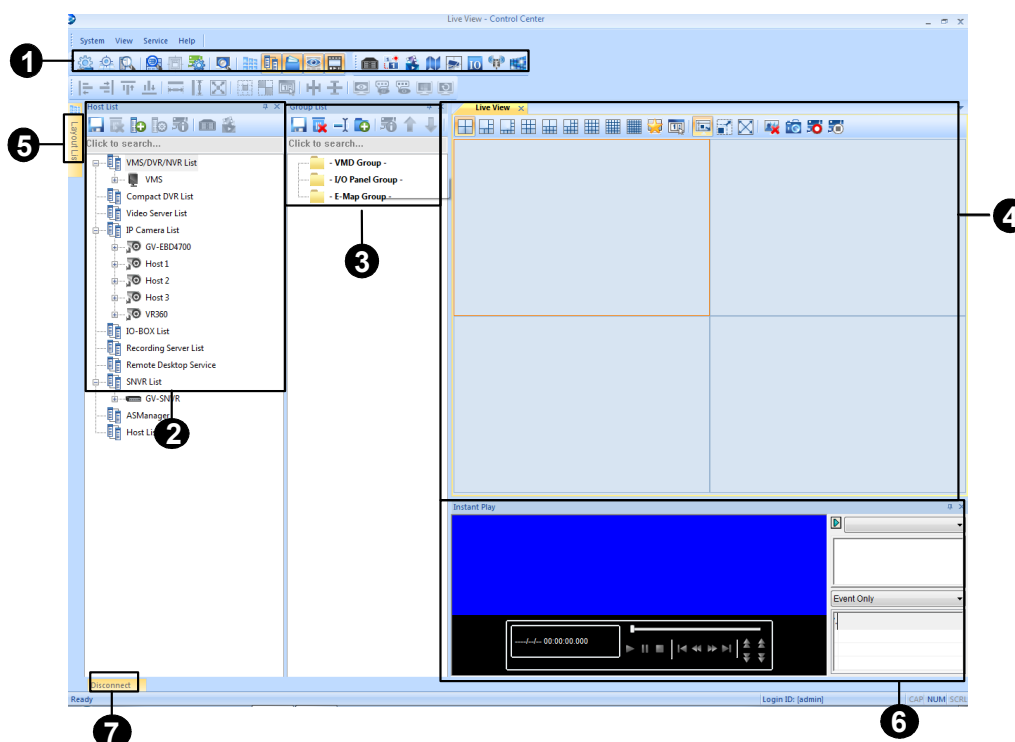 Live View - Control Center
System View Service Help
1
Host List
Group List
Live View
Layout Lis
5
Click to search...
Click to search...
VMS/DVR/NVR List
VMS
Compact DVR List
Video Server List
IP Camera List
GV-EBD4700
Host 1
Host 2
Host 3
VR360
IO-BOX List
Recording Server List
Remote Desktop Service
SNVR List
GV-SNVR
ASManager
Host Li
2
- VMD Group -
- I/O Panel Group -
- E-Map Group -
3
4
Instant Play
Event Only
----/--/-- 00:00:00.000
Disconnect
Ready
Login ID: [admin]
CAP NUM SCRL
6
7